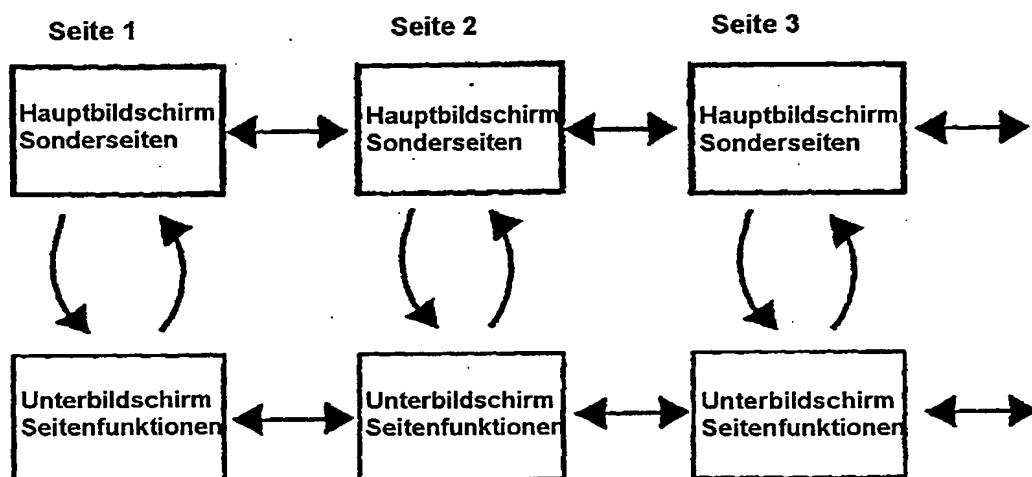 Seite 1
Seite 2
Seite 3
Hauptbildschirm
Sonderseiten
Hauptbildschirm
Sonderseiten
Hauptbildschirm
Sonderseiten
Unterbildschirm
Seitenfunktionen
Unterbildschirm
Seitenfunktionen
Unterbildschirm
Seitenfunktionen